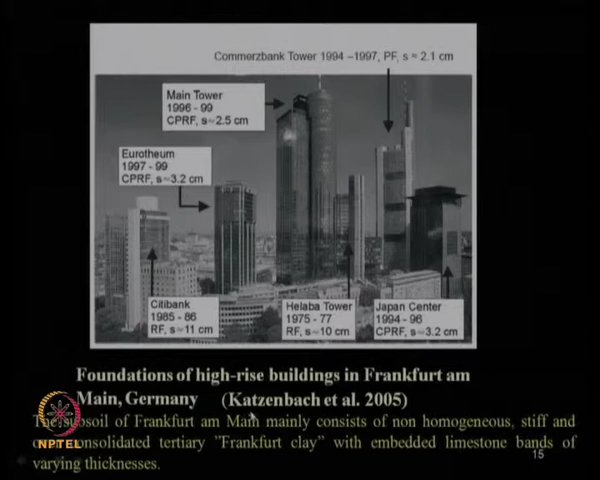 Commerzbank Tower 1994 –1997, PF, s ≈ 2.1 cm
Main Tower
1996 - 99
CPRF, s≈2.5 cm
Eurotheum
1997 - 99
CPRF, s≈3.2 cm
Citibank
1985 - 86
RF, s≈11 cm
Helaba Tower
1975 - 77
RF, s≈10 cm
Japan Center
1994 - 96
CPRF, s≈3.2 cm
Foundations of high-rise buildings in Frankfurt am
Main, Germany (Katzenbach et al. 2005)
The subsoil of Frankfurt am Main mainly consists of non homogeneous, stiff and
consolidated tertiary "Frankfurt clay" with embedded limestone bands of
varying thicknesses.
NPTEL
15